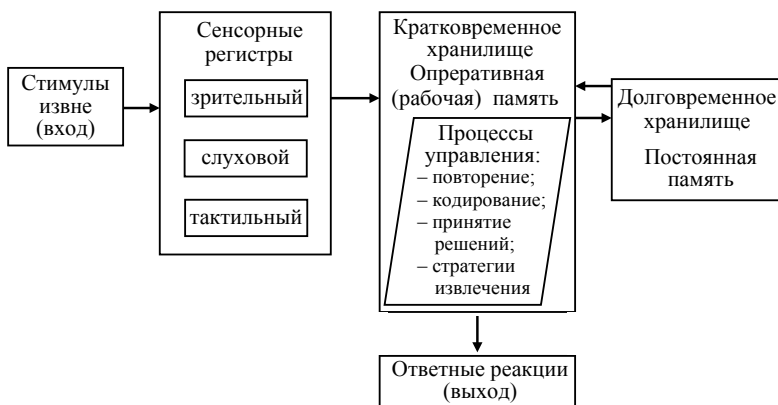 Стимулы
извне
(вход)
Сенсорные
регистры
зрительный
слуховой
тактильный
Кратковременное
хранилище
Опреративная
(рабочая) память
Процессы
управления:
– повторение;
– кодирование;
– принятие
решений;
– стратегии
извлечения
Долговременное
хранилище
Постоянная
память
Ответные реакции
(выход)